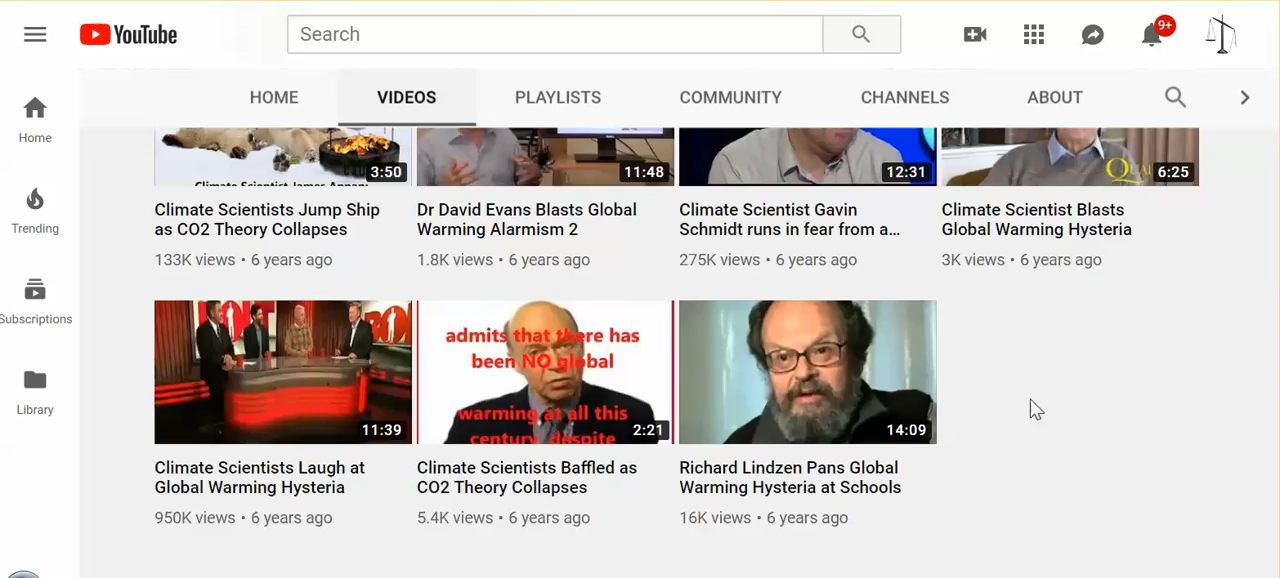 YouTube
Search
9+
HOME
VIDEOS
PLAYLISTS
COMMUNITY
CHANNELS
ABOUT
Home
Trending
Subscriptions
Library
3:50
11:48
12:31
6:25
Climate Scientists Jump Ship
as CO2 Theory Collapses
133K views • 6 years ago
Dr David Evans Blasts Global
Warming Alarmism 2
1.8K views • 6 years ago
Climate Scientist Gavin
Schmidt runs in fear from a...
275K views • 6 years ago
Climate Scientist Blasts
Global Warming Hysteria
3K views • 6 years ago
11:39
admits that there has
been NO global
warming at all this
century, despite
2:21
14:09
Climate Scientists Laugh at
Global Warming Hysteria
950K views • 6 years ago
Climate Scientists Baffled as
CO2 Theory Collapses
5.4K views • 6 years ago
Richard Lindzen Pans Global
Warming Hysteria at Schools
16K views • 6 years ago